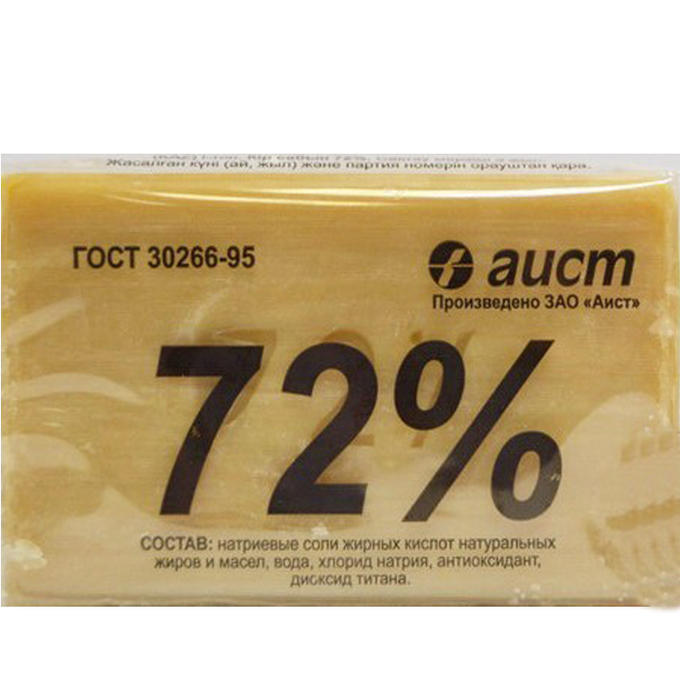 Жасалған күні (ай, жыл) және партия номерін орауштан қара.
ГОСТ 30266-95
аист
Произведено ЗАО «Аист»
72%
СОСТАВ: натриевые соли жирных кислот натуральных
жиров и масел, вода, хлорид натрия, антиоксидант,
диоксид титана.